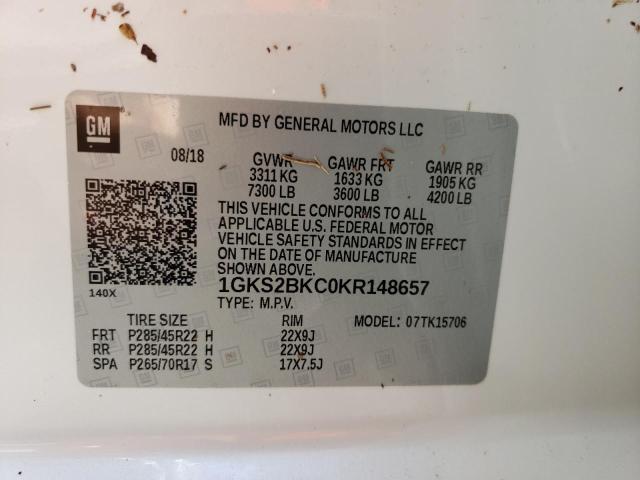 GM
MFD BY GENERAL MOTORS LLC
08/18 GVWR GAWR FRT GAWR RR
3311 KG 1633 KG 1905 KG
7300 LB 3600 LB 4200 LB
THIS VEHICLE CONFORMS TO ALL
APPLICABLE U.S. FEDERAL MOTOR
VEHICLE SAFETY STANDARDS IN EFFECT
ON THE DATE OF MANUFACTURE
SHOWN ABOVE.
140X
1GKS2BKC0KR148657
TYPE: M.P.V.
TIRE SIZE RIM MODEL: 07TK15706
FRT P285/45R22 H 22X9J
RR P285/45R22 H 22X9J
SPA P265/70R17 S 17X7.5J